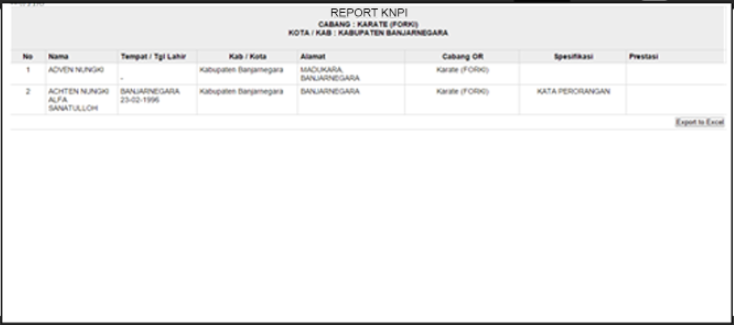 REPORT KNPI
CABANG : KARATE (FORKI)
KOTA / KAB : KABUPATEN BANJARNEGARA
No Nama Tempat / Tgl Lahir Kab / Kota Alamat Cabang OR Spesifikasi Prestasi
1 ADVEN NUNGKI - Kabupaten Banjarnegara MADUKARA, BANJARNEGARA Karate (FORKI)
2 ACHTEN NUNGKI ALFA SANATULLOH BANJARNEGARA 23-02-1996 Kabupaten Banjarnegara BANJARNEGARA Karate (FORKI) KATA PERORANGAN
Export to Excel